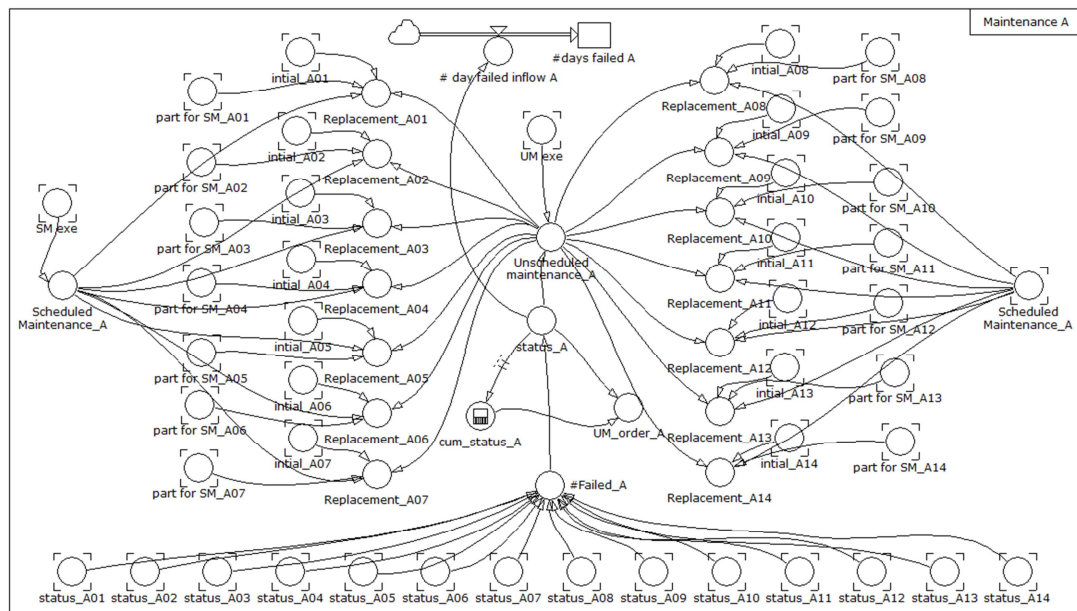 Maintenance A
#days failed A
# day failed inflow A
intial_A01
part for SM_A01
Replacement_A01
intial_A02
part for SM_A02
Replacement_A02
intial_A03
part for SM_A03
Replacement_A03
intial_A04
part for SM_A04
Replacement_A04
intial_A05
part for SM_A05
Replacement_A05
intial_A06
part for SM_A06
Replacement_A06
intial_A07
part for SM_A07
Replacement_A07
SM exe
Scheduled
Maintenance_A
UM exe
Unscheduled
maintenance_A
status_A
cum_status_A
UM_order_A
#Failed_A
intial_A08
part for SM_A08
Replacement_A08
intial_A09
part for SM_A09
Replacement_A09
intial_A10
part for SM_A10
Replacement_A10
intial_A11
part for SM_A11
Replacement_A11
intial_A12
part for SM_A12
Replacement_A12
intial_A13
part for SM_A13
Replacement_A13
intial_A14
part for SM_A14
Replacement_A14
Scheduled
Maintenance_A
status_A01 status_A02 status_A03 status_A04 status_A05 status_A06 status_A07 status_A08 status_A09 status_A10 status_A11 status_A12 status_A13 status_A14